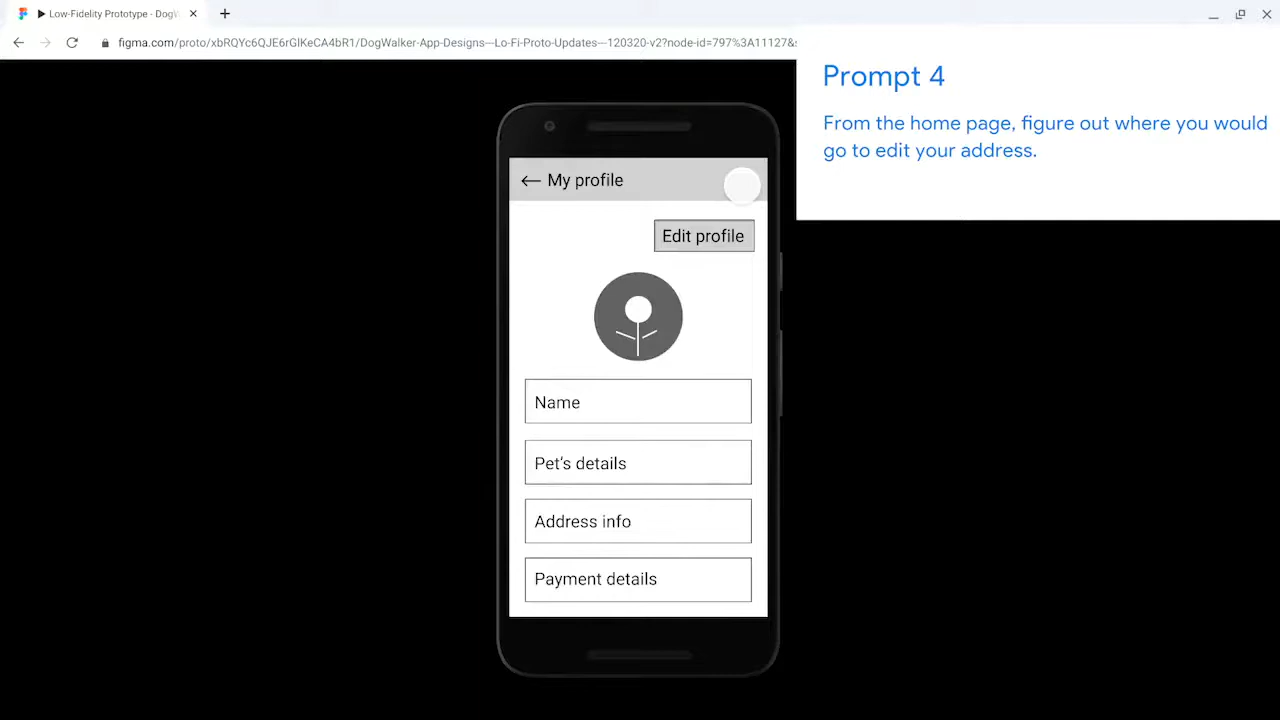 Low-Fidelity Prototype - Dog
figma.com/proto/xbRQYc6QJE6rGlKeCA4bR1/DogWalker-App-Designs---Lo-Fi-Proto-Updates---120320-v2?node-id=797%3A11127&
Prompt 4
From the home page, figure out where you would
go to edit your address.
My profile
Edit profile
Name
Pet's details
Address info
Payment details